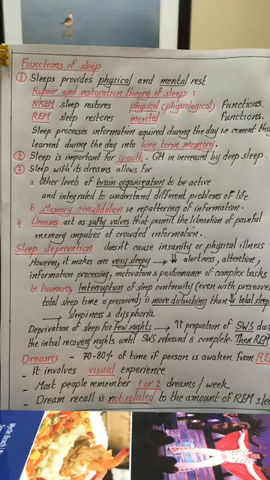 Functions of sleep
① Sleeps provides physical and mental rest
Repair and restoration theory of sleep:
NREM sleep restores physical (physiological) functions.
REM sleep restores mental functions.
Sleep processes information aquired during the day i.e cement thy
learned during the day into long term memory.
② Sleep is important for growth. GH in increased by deep sleep.
③ Sleep with its dreams allows for
a other levels of brain organization to be active
and integrated to understand different problems of life.
b Memory consolidation i.e repatterning of information.
4 Dreams act as safty valves that permit the liberation of painful
memory impulses of crowded information.
Sleep deprevation doesn't cause insanity or physical illness
However, it makes one very sleepy → ↓↓ alertness, attention,
information processing, motivation & performance of complex tasks
In humans Interruption of sleep continuity (even with preserved
total sleep time a preserved) is more disturbing than ↓↓ total sleep
→ sleepiness & dysphoria
Deprivation of sleep for few nights → ↑↑ propation of SWS du
the intial recovery nights until SWS rebound is complete. Then REM
Dreams - 70-80% of time if person is awaken from RE
- It involves visual experience
- Most people remember 1 or 2 dreams / week
- Dream recall is not related to the amount of REM slee